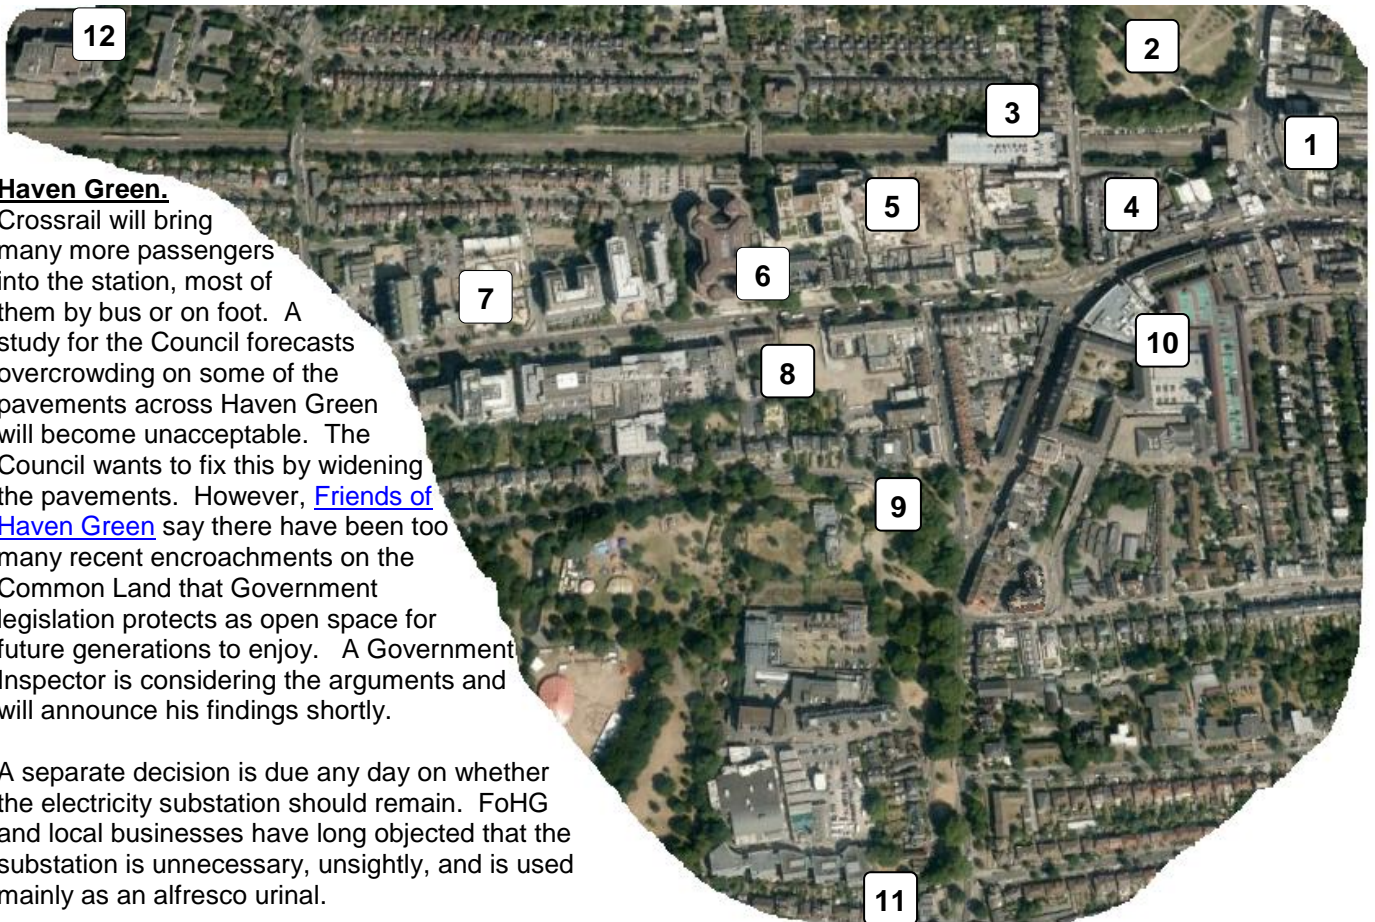 12
2
3
1
Haven Green.
Crossrail will bring
many more passengers
into the station, most of
them by bus or on foot. A
study for the Council forecasts
overcrowding on some of the
pavements across Haven Green
will become unacceptable. The
Council wants to fix this by widening
the pavements. However, Friends of
Haven Green say there have been too
many recent encroachments on the
Common Land that Government
legislation protects as open space for
future generations to enjoy. A Government
Inspector is considering the arguments and
will announce his findings shortly.
A separate decision is due any day on whether
the electricity substation should remain. FoHG
and local businesses have long objected that the
substation is unnecessary, unsightly, and is used
mainly as an alfresco urinal.
5
4
6
7
10
8
9
11